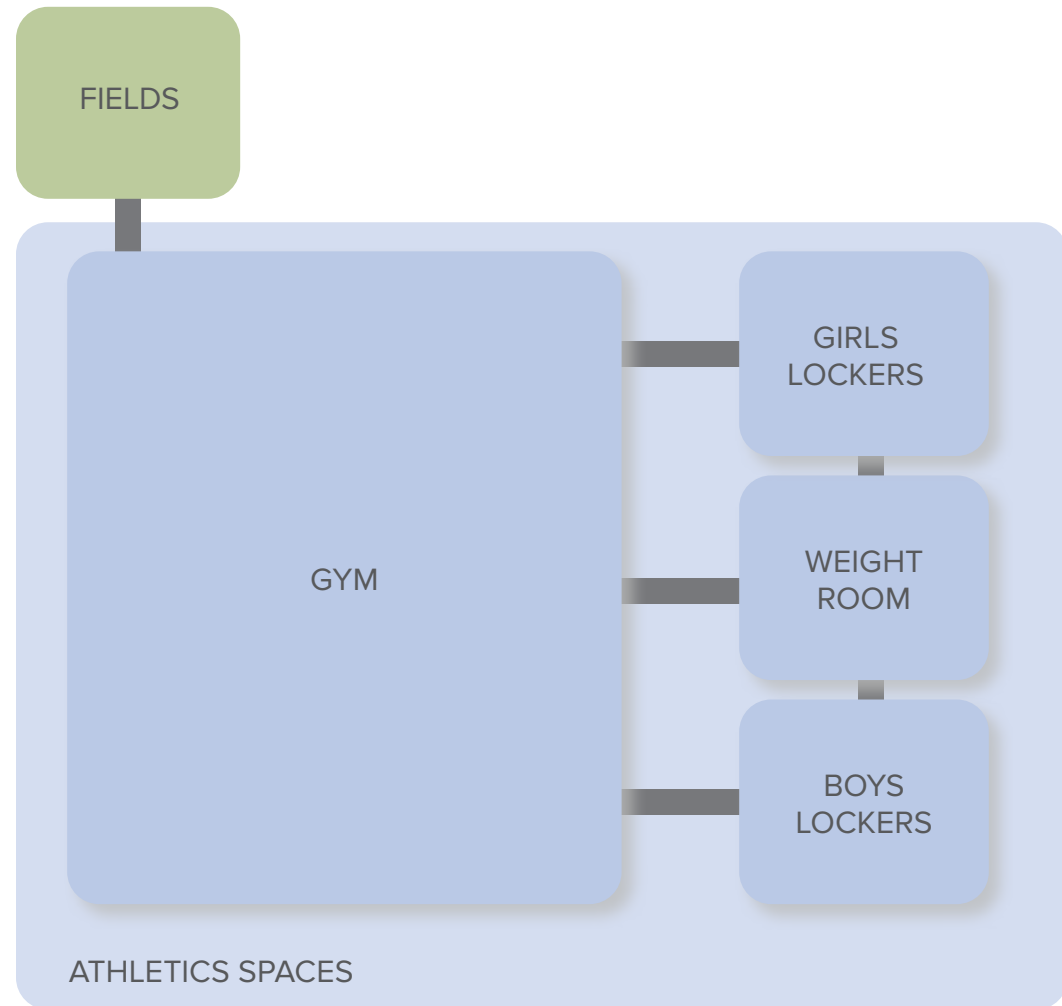 FIELDS
GIRLS
LOCKERS
GYM
WEIGHT
ROOM
BOYS
LOCKERS
ATHLETICS SPACES